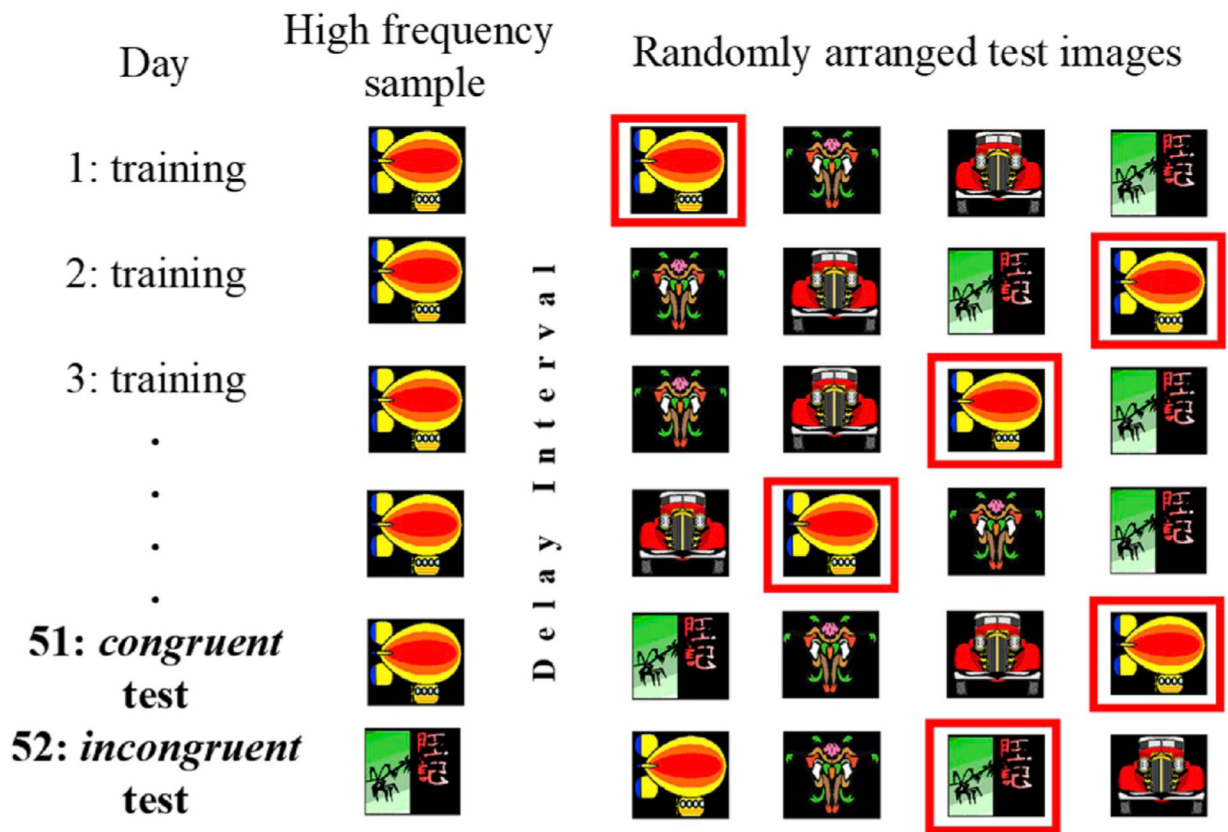 Day
High frequency
sample
Randomly arranged test images
1: training
2: training
3: training
Delay Interval
51: congruent
test
52: incongruent
test